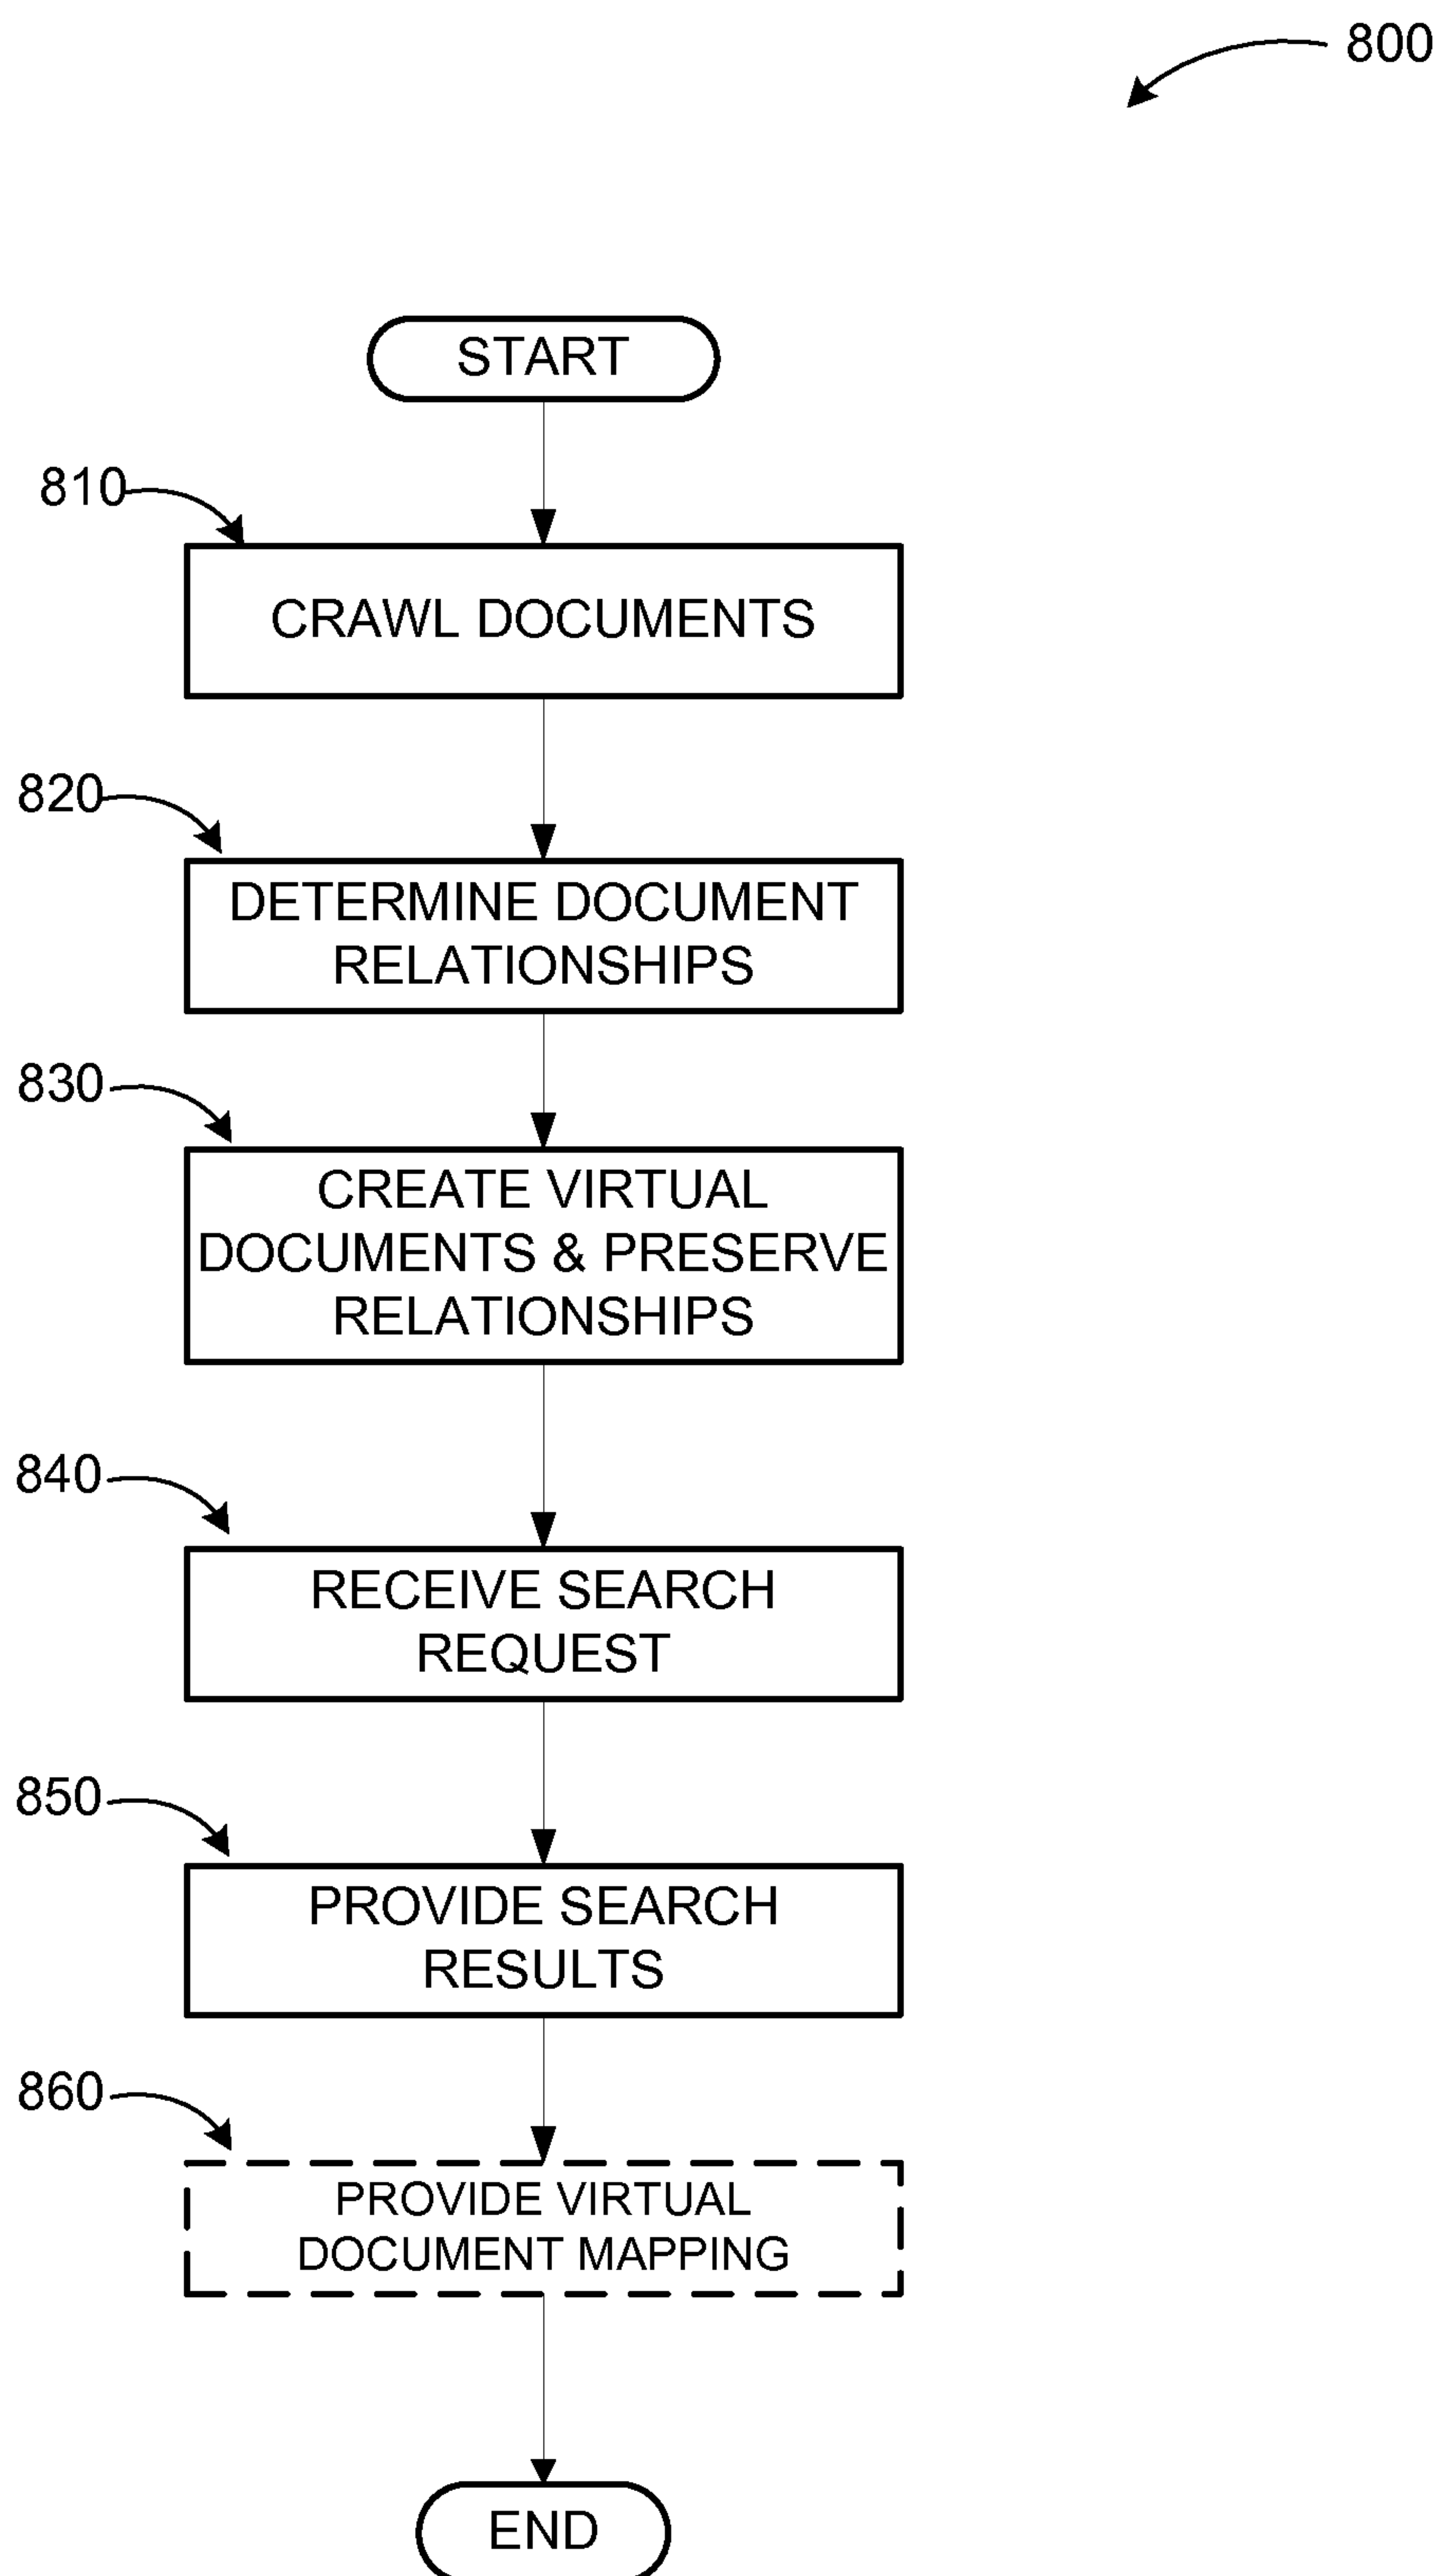 800
START
810
CRAWL DOCUMENTS
820
DETERMINE DOCUMENT
RELATIONSHIPS
830
CREATE VIRTUAL
DOCUMENTS & PRESERVE
RELATIONSHIPS
840
RECEIVE SEARCH
REQUEST
850
PROVIDE SEARCH
RESULTS
860
PROVIDE VIRTUAL
DOCUMENT MAPPING
END